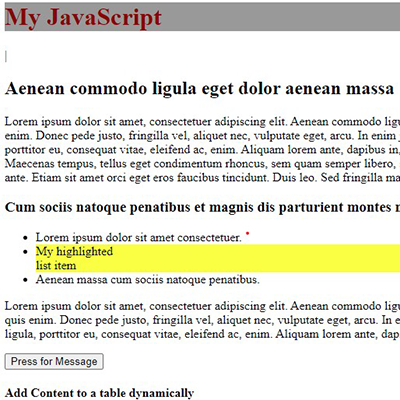 My JavaScript
|
Aenean commodo ligula eget dolor aenean massa
Lorem ipsum dolor sit amet, consectetuer adipiscing elit. Aenean commodo ligu
enim. Donec pede justo, fringilla vel, aliquet nec, vulputate eget, arcu. In enim j
porttitor eu, consequat vitae, eleifend ac, enim. Aliquam lorem ante, dapibus in,
Maecenas tempus, tellus eget condimentum rhoncus, sem quam semper libero,
ante. Etiam sit amet orci eget eros faucibus tincidunt. Duis leo. Sed fringilla ma
Cum sociis natoque penatibus et magnis dis parturient montes n
• Lorem ipsum dolor sit amet consectetuer. *
• My highlighted
list item
• Aenean massa cum sociis natoque penatibus.
Lorem ipsum dolor sit amet, consectetuer adipiscing elit. Aenean commodo ligu
quis enim. Donec pede justo, fringilla vel, aliquet nec, vulputate eget, arcu. In e
ligula, porttitor eu, consequat vitae, eleifend ac, enim. Aliquam lorem ante, dap
Press for Message
Add Content to a table dynamically